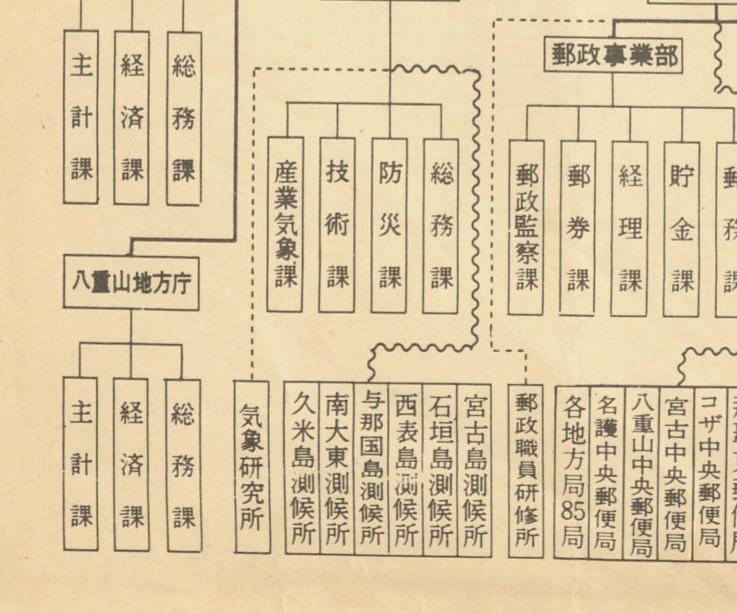 総務課
経済課
主計課
郵政事業部
総務課
防災課
技術課
産業気象課
貯金課
経理課
郵券課
郵政監察課
八重山地方庁
総務課
経済課
主計課
コザ中央郵便局
宮古中央郵便局
八重山中央郵便局
名護中央郵便局
各地方局85局
郵政職員研修所
宮古島測候所
石垣島測候所
西表島測候所
与那国島測候所
南大東測候所
久米島測候所
気象研究所